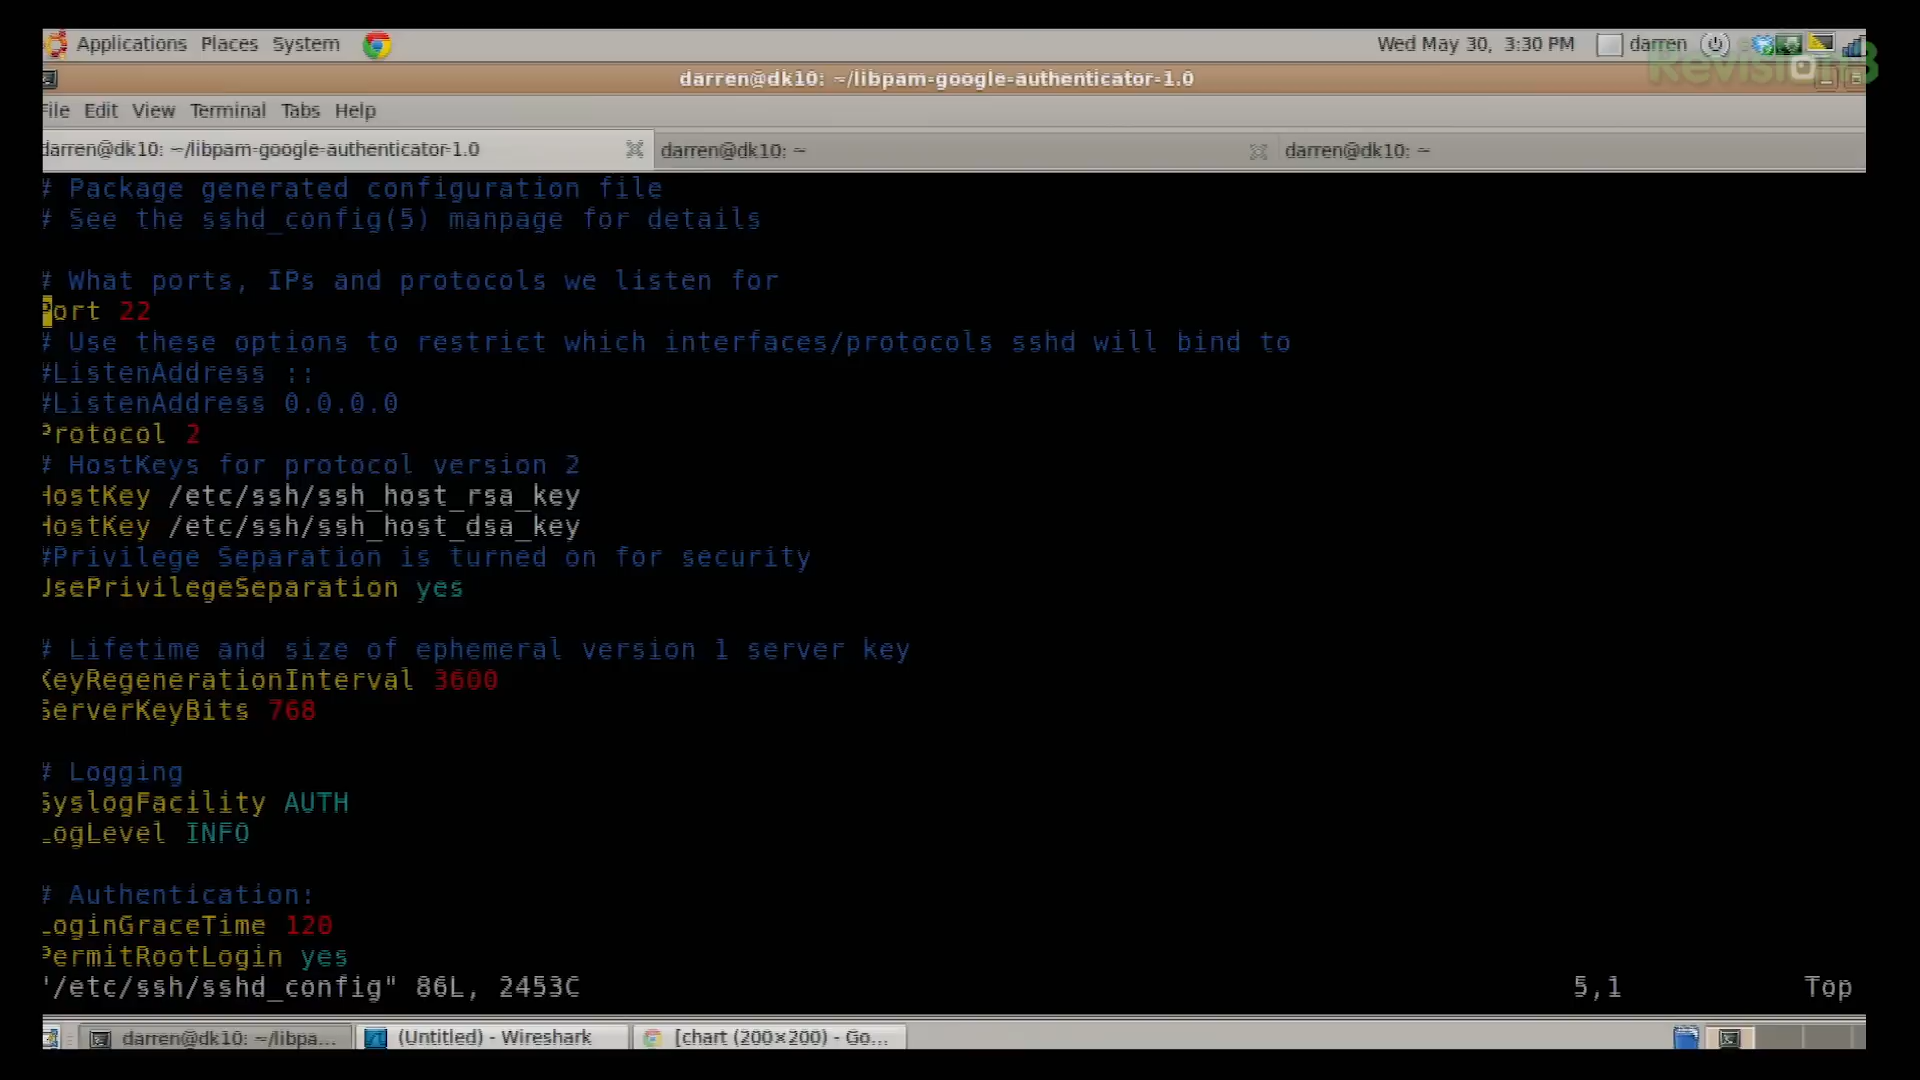 Applications Places System
Wed May 30, 3:30 PM darren
Revision3
darren@dk10: ~/libpam-google-authenticator-1.0
File Edit View Terminal Tabs Help
darren@dk10: ~/libpam-google-authenticator-1.0
darren@dk10: ~
darren@dk10: ~
# Package generated configuration file
# See the sshd_config(5) manpage for details
# What ports, IPs and protocols we listen for
Port 22
# Use these options to restrict which interfaces/protocols sshd will bind to
#ListenAddress ::
#ListenAddress 0.0.0.0
Protocol 2
# HostKeys for protocol version 2
HostKey /etc/ssh/ssh_host_rsa_key
HostKey /etc/ssh/ssh_host_dsa_key
#Privilege Separation is turned on for security
UsePrivilegeSeparation yes
# Lifetime and size of ephemeral version 1 server key
KeyRegenerationInterval 3600
ServerKeyBits 768
# Logging
SyslogFacility AUTH
LogLevel INFO
# Authentication:
LoginGraceTime 120
PermitRootLogin yes
"/etc/ssh/sshd_config" 86L, 2453C
5,1 Top
darren@dk10: ~/libpa...
(Untitled) - Wireshark
[chart (200×200) - Go...